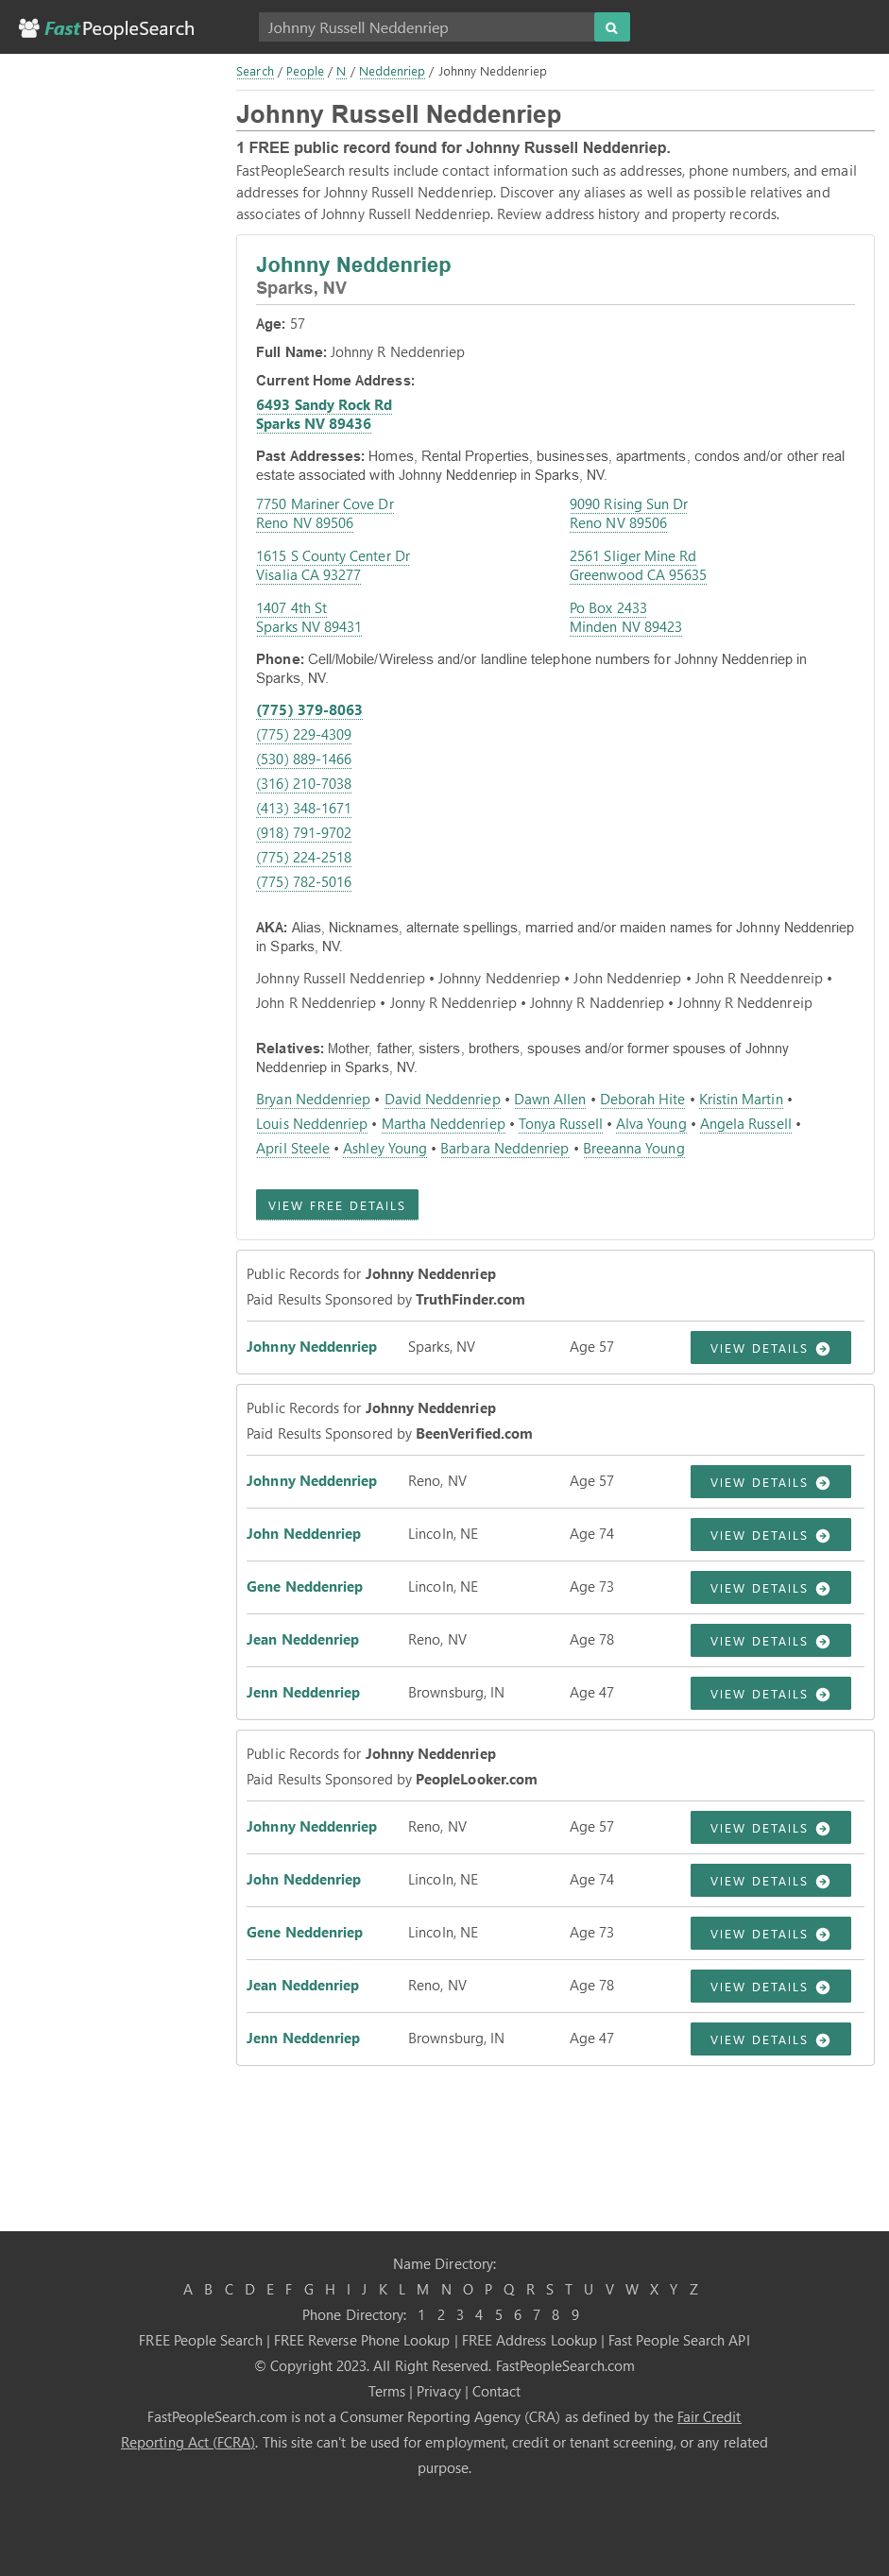 FastPeopleSearch
Johnny Russell Neddenriep
Search / People / N / Neddenriep / Johnny Neddenriep
Johnny Russell Neddenriep
1 FREE public record found for Johnny Russell Neddenriep.
FastPeopleSearch results include contact information such as addresses, phone numbers, and email
addresses for Johnny Russell Neddenriep. Discover any aliases as well as possible relatives and
associates of Johnny Russell Neddenriep. Review address history and property records.
Johnny Neddenriep
Sparks, NV
Age: 57
Full Name: Johnny R Neddenriep
Current Home Address:
6493 Sandy Rock Rd
Sparks NV 89436
Past Addresses: Homes, Rental Properties, businesses, apartments, condos and/or other real
estate associated with Johnny Neddenriep in Sparks, NV.
7750 Mariner Cove Dr
Reno NV 89506
9090 Rising Sun Dr
Reno NV 89506
1615 S County Center Dr
Visalia CA 93277
2561 Sliger Mine Rd
Greenwood CA 95635
1407 4th St
Sparks NV 89431
Po Box 2433
Minden NV 89423
Phone: Cell/Mobile/Wireless and/or landline telephone numbers for Johnny Neddenriep in
Sparks, NV.
(775) 379-8063
(775) 229-4309
(530) 889-1466
(316) 210-7038
(413) 348-1671
(918) 791-9702
(775) 224-2518
(775) 782-5016
AKA: Alias, Nicknames, alternate spellings, married and/or maiden names for Johnny Neddenriep
in Sparks, NV.
Johnny Russell Neddenriep • Johnny Neddenriep • John Neddenriep • John R Needdenreip •
John R Neddenriep • Jonny R Neddenriep • Johnny R Naddenriep • Johnny R Neddenreip
Relatives: Mother, father, sisters, brothers, spouses and/or former spouses of Johnny
Neddenriep in Sparks, NV.
Bryan Neddenriep • David Neddenriep • Dawn Allen • Deborah Hite • Kristin Martin •
Louis Neddenriep • Martha Neddenriep • Tonya Russell • Alva Young • Angela Russell •
April Steele • Ashley Young • Barbara Neddenriep • Breeanna Young
VIEW FREE DETAILS
Public Records for Johnny Neddenriep
Paid Results Sponsored by TruthFinder.com
Johnny Neddenriep Sparks, NV Age 57 VIEW DETAILS
Public Records for Johnny Neddenriep
Paid Results Sponsored by BeenVerified.com
Johnny Neddenriep Reno, NV Age 57 VIEW DETAILS
John Neddenriep Lincoln, NE Age 74 VIEW DETAILS
Gene Neddenriep Lincoln, NE Age 73 VIEW DETAILS
Jean Neddenriep Reno, NV Age 78 VIEW DETAILS
Jenn Neddenriep Brownsburg, IN Age 47 VIEW DETAILS
Public Records for Johnny Neddenriep
Paid Results Sponsored by PeopleLooker.com
Johnny Neddenriep Reno, NV Age 57 VIEW DETAILS
John Neddenriep Lincoln, NE Age 74 VIEW DETAILS
Gene Neddenriep Lincoln, NE Age 73 VIEW DETAILS
Jean Neddenriep Reno, NV Age 78 VIEW DETAILS
Jenn Neddenriep Brownsburg, IN Age 47 VIEW DETAILS
Name Directory:
A B C D E F G H I J K L M N O P Q R S T U V W X Y Z
Phone Directory: 1 2 3 4 5 6 7 8 9
FREE People Search | FREE Reverse Phone Lookup | FREE Address Lookup | Fast People Search API
© Copyright 2023. All Right Reserved. FastPeopleSearch.com
Terms | Privacy | Contact
FastPeopleSearch.com is not a Consumer Reporting Agency (CRA) as defined by the Fair Credit
Reporting Act (FCRA). This site can't be used for employment, credit or tenant screening, or any related
purpose.